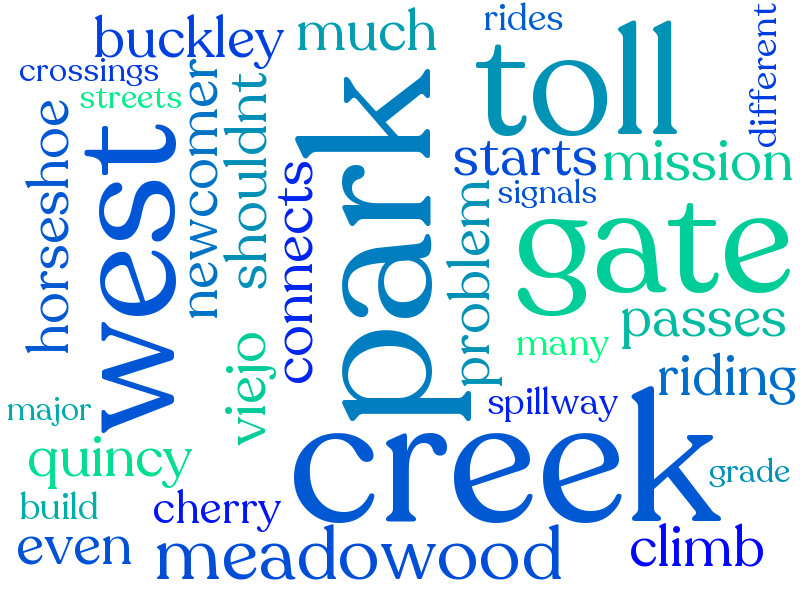 buckley
much
rides
different
crossings
streets
toll
newcomer
shouldnt
park
horseshoe
west
starts
mission
connects
signals
problem
gate
passes
many
viejo
riding
spillway
major
creek
quincy
grade
build
cherry
even
meadowood
climb